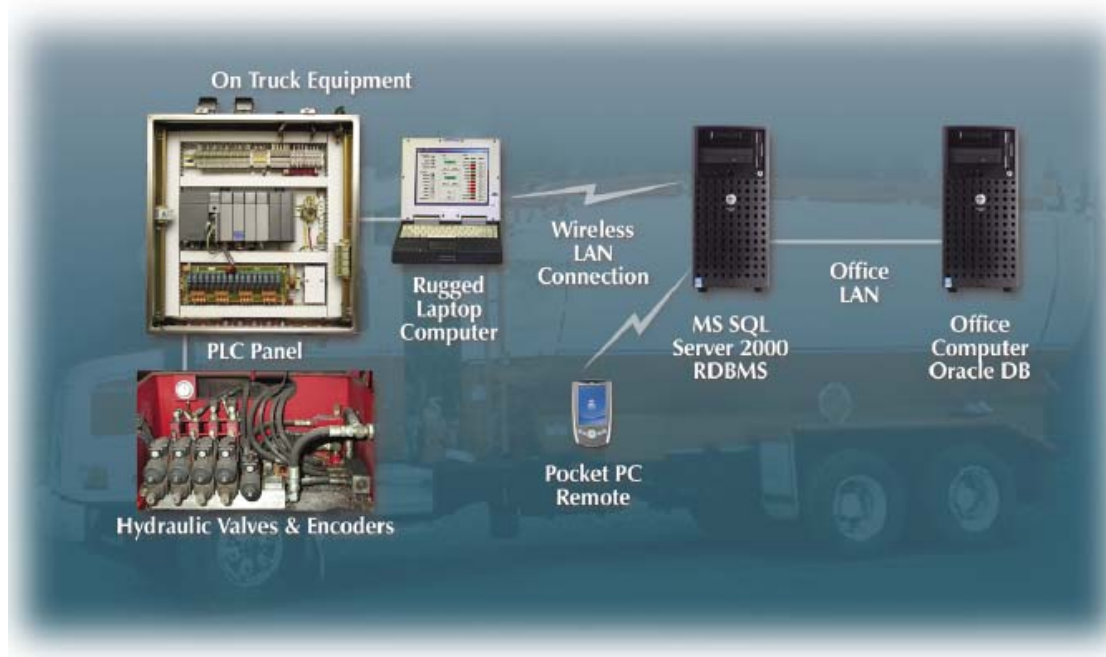 On Truck Equipment
Wireless
LAN
Connection
Office
LAN
Rugged
Laptop
Computer
PLC Panel
MS SQL
Server 2000
RDBMS
Office
Computer
Oracle DB
Pocket PC
Remote
Hydraulic Valves & Encoders